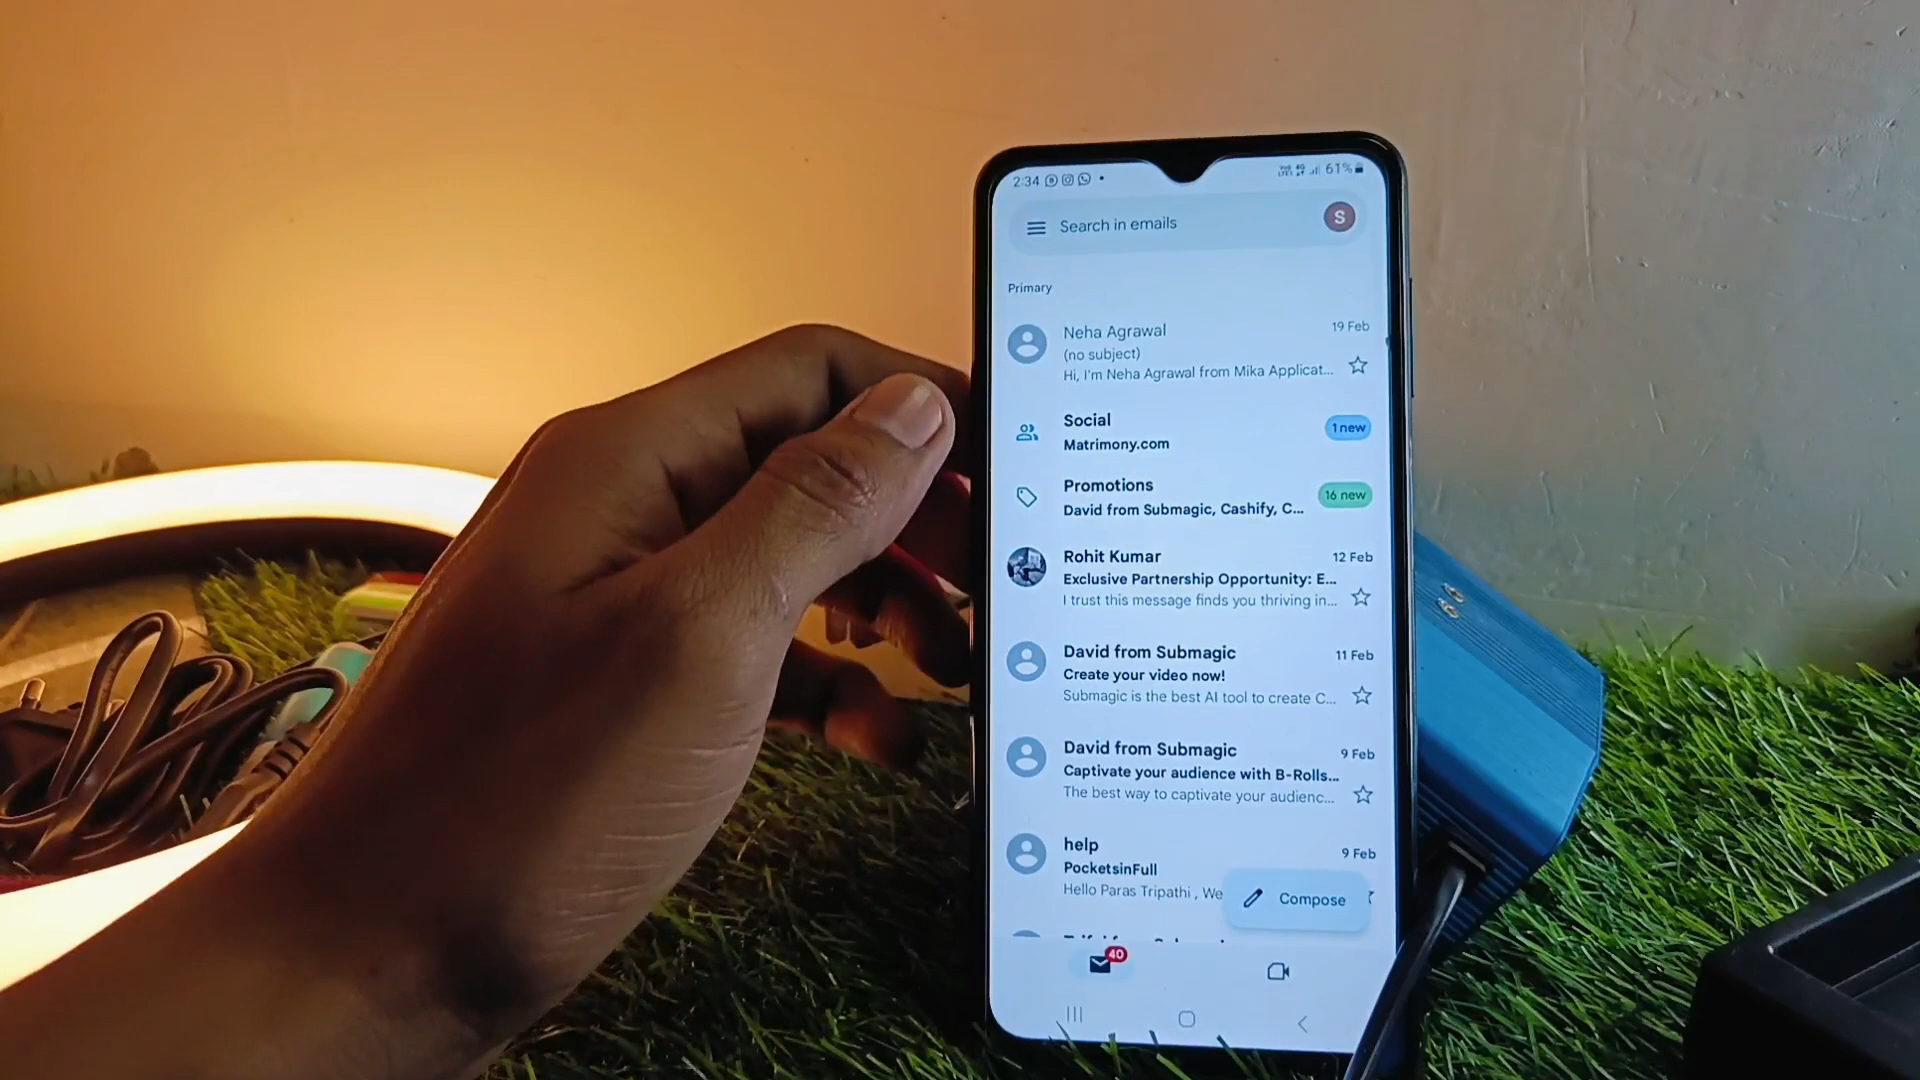 2:34
61%
Search in emails
S
Primary
Neha Agrawal 19 Feb
(no subject)
Hi, I'm Neha Agrawal from Mika Applicat...
Social 1 new
Matrimony.com
Promotions 16 new
David from Submagic, Cashify, C...
Rohit Kumar 12 Feb
Exclusive Partnership Opportunity: E...
I trust this message finds you thriving in...
David from Submagic 11 Feb
Create your video now!
Submagic is the best AI tool to create C...
David from Submagic 9 Feb
Captivate your audience with B-Rolls...
The best way to captivate your audienc...
help 9 Feb
PocketsinFull
Hello Paras Tripathi , We
Compose
40